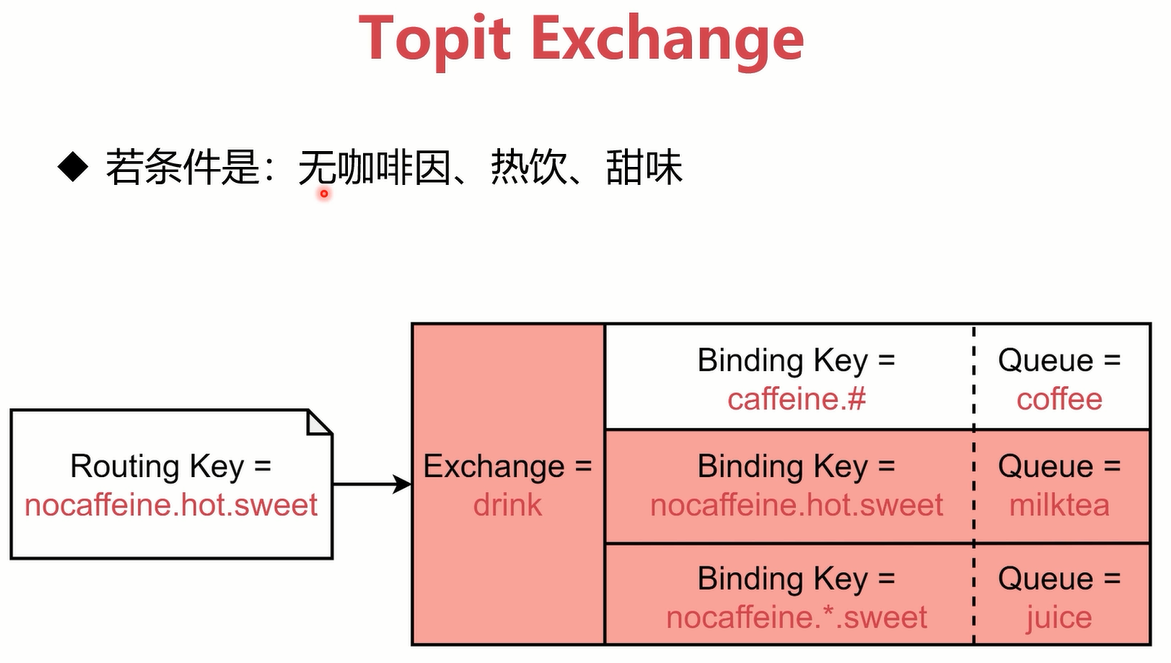 Topit Exchange
◆ 若条件是：无咖啡因、热饮、甜味
Routing Key =
nocaffeine.hot.sweet
Exchange =
drink
Binding Key =
caffeine.#
Queue =
coffee
Binding Key =
nocaffeine.hot.sweet
Queue =
milktea
Binding Key =
nocaffeine.*.sweet
Queue =
juice